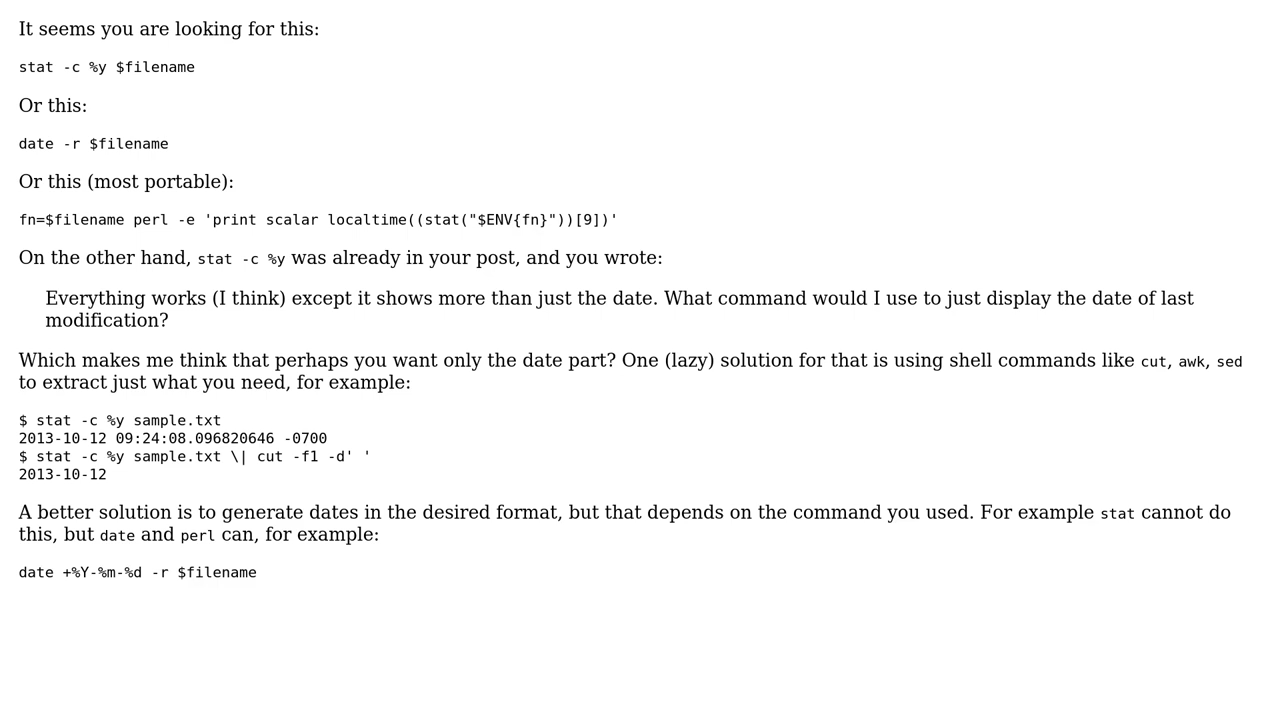 It seems you are looking for this:
stat -c %y $filename
Or this:
date -r $filename
Or this (most portable):
fn=$filename perl -e 'print scalar localtime((stat("$ENV{fn}"))[9])'
On the other hand, stat -c %y was already in your post, and you wrote:
Everything works (I think) except it shows more than just the date. What command would I use to just display the date of last
modification?
Which makes me think that perhaps you want only the date part? One (lazy) solution for that is using shell commands like cut, awk, sed
to extract just what you need, for example:
$ stat -c %y sample.txt
2013-10-12 09:24:08.096820646 -0700
$ stat -c %y sample.txt \| cut -f1 -d' '
2013-10-12
A better solution is to generate dates in the desired format, but that depends on the command you used. For example stat cannot do
this, but date and perl can, for example:
date +%Y-%m-%d -r $filename